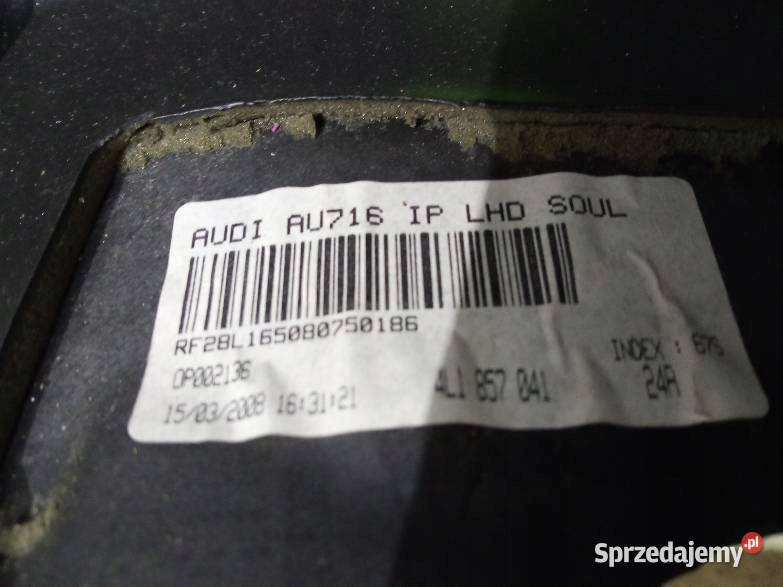 AUDI AU716 IP LHD SOUL
RF28L165080750186
INDEX : 675
OP002136
4L1 857 041 24A
15/03/2008 16:31:21
Sprzedajemy.pl